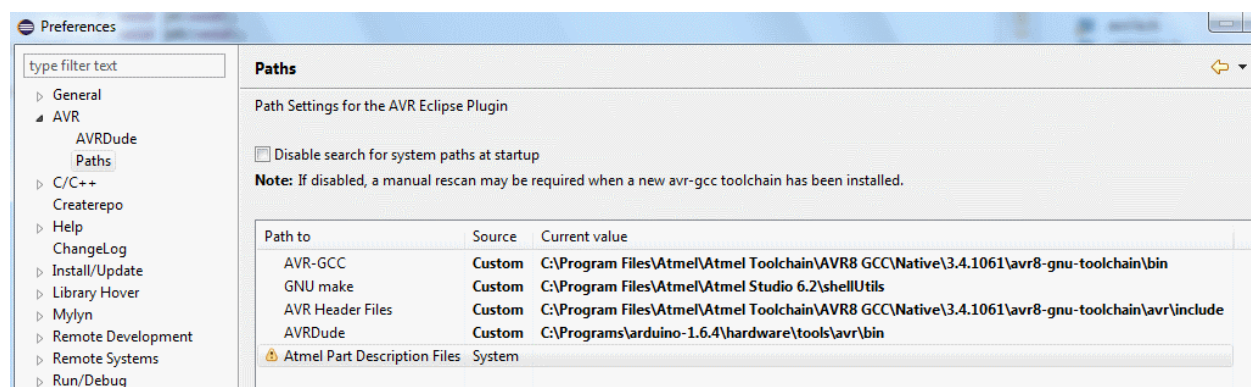 Preferences
type filter text
Paths
General
AVR
AVRDude
Paths
C/C++
Createrepo
Help
ChangeLog
Install/Update
Library Hover
Mylyn
Remote Development
Remote Systems
Run/Debug
Path Settings for the AVR Eclipse Plugin
Disable search for system paths at startup
Note: If disabled, a manual rescan may be required when a new avr-gcc toolchain has been installed.
Path to Source Current value
AVR-GCC Custom C:\Program Files\Atmel\Atmel Toolchain\AVR8 GCC\Native\3.4.1061\avr8-gnu-toolchain\bin
GNU make Custom C:\Program Files\Atmel\Atmel Studio 6.2\shellUtils
AVR Header Files Custom C:\Program Files\Atmel\Atmel Toolchain\AVR8 GCC\Native\3.4.1061\avr8-gnu-toolchain\avr\include
AVRDude Custom C:\Programs\arduino-1.6.4\hardware\tools\avr\bin
Atmel Part Description Files System